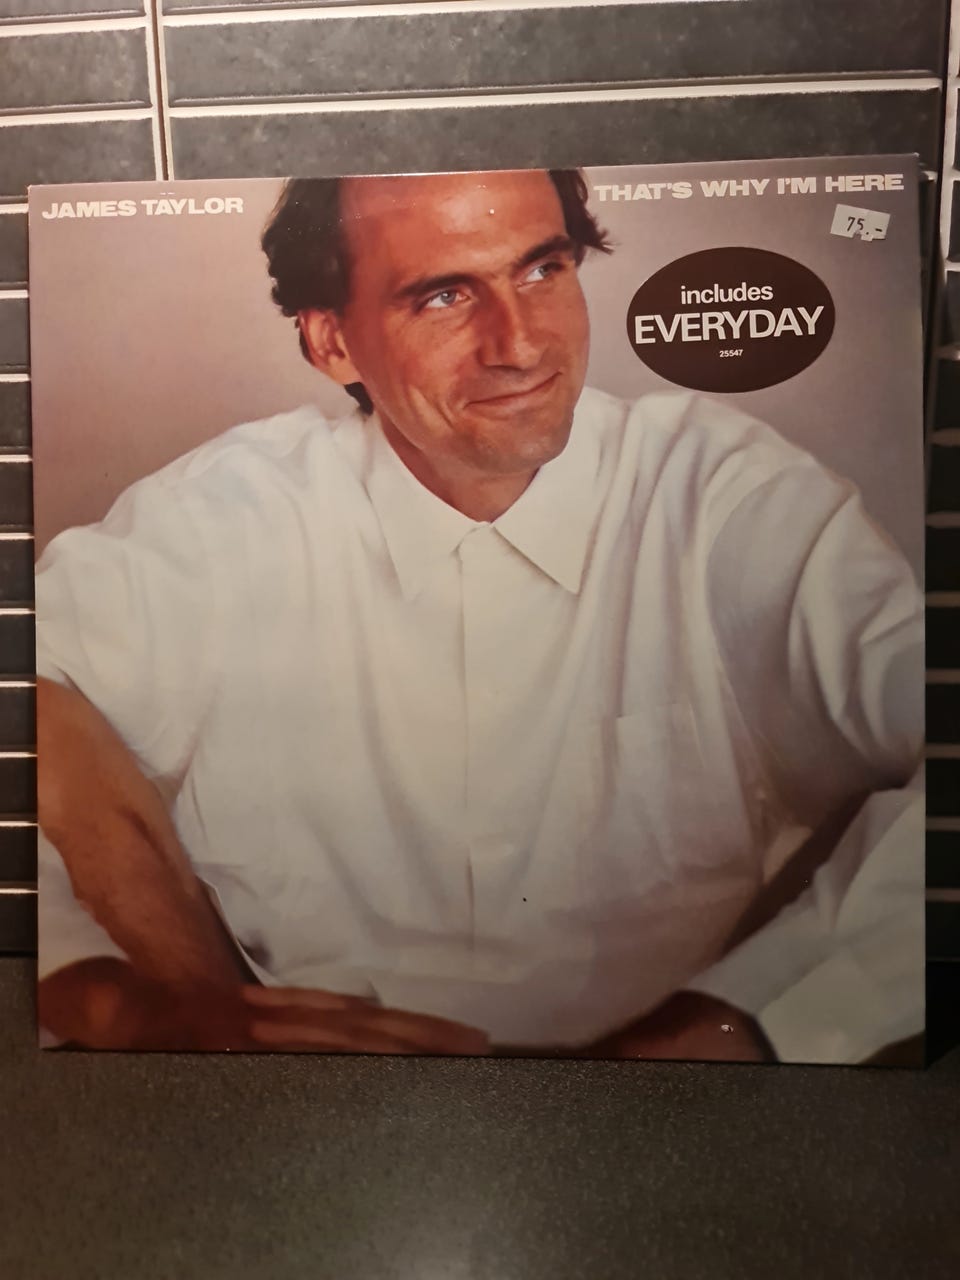 JAMES TAYLOR
THAT'S WHY I'M HERE
75.-
includes
EVERYDAY
25547